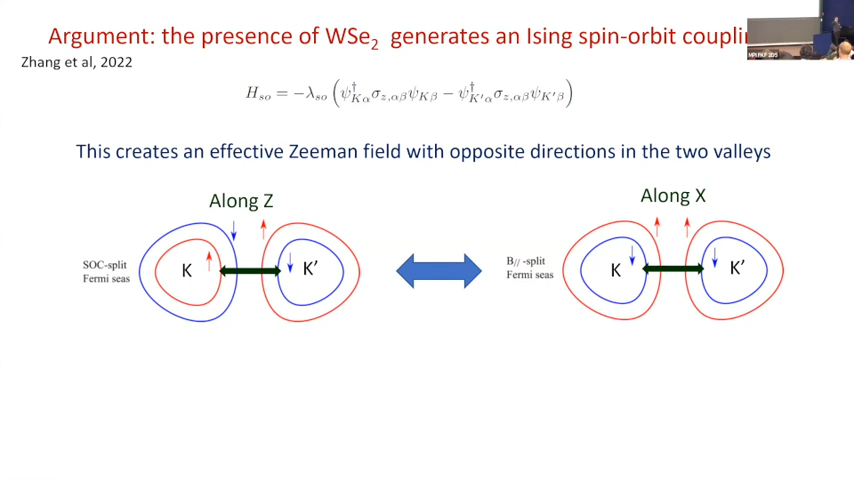 Argument: the presence of WSe₂ generates an Ising spin-orbit couplin
Zhang et al, 2022
H_so = −λ_so (ψ†_Kα σ_z,αβ ψ_Kβ − ψ†_K′α σ_z,αβ ψ_K′β)
This creates an effective Zeeman field with opposite directions in the two valleys
Along Z
Along X
SOC-split
Fermi seas
K
K’
B// -split
Fermi seas
K
K’